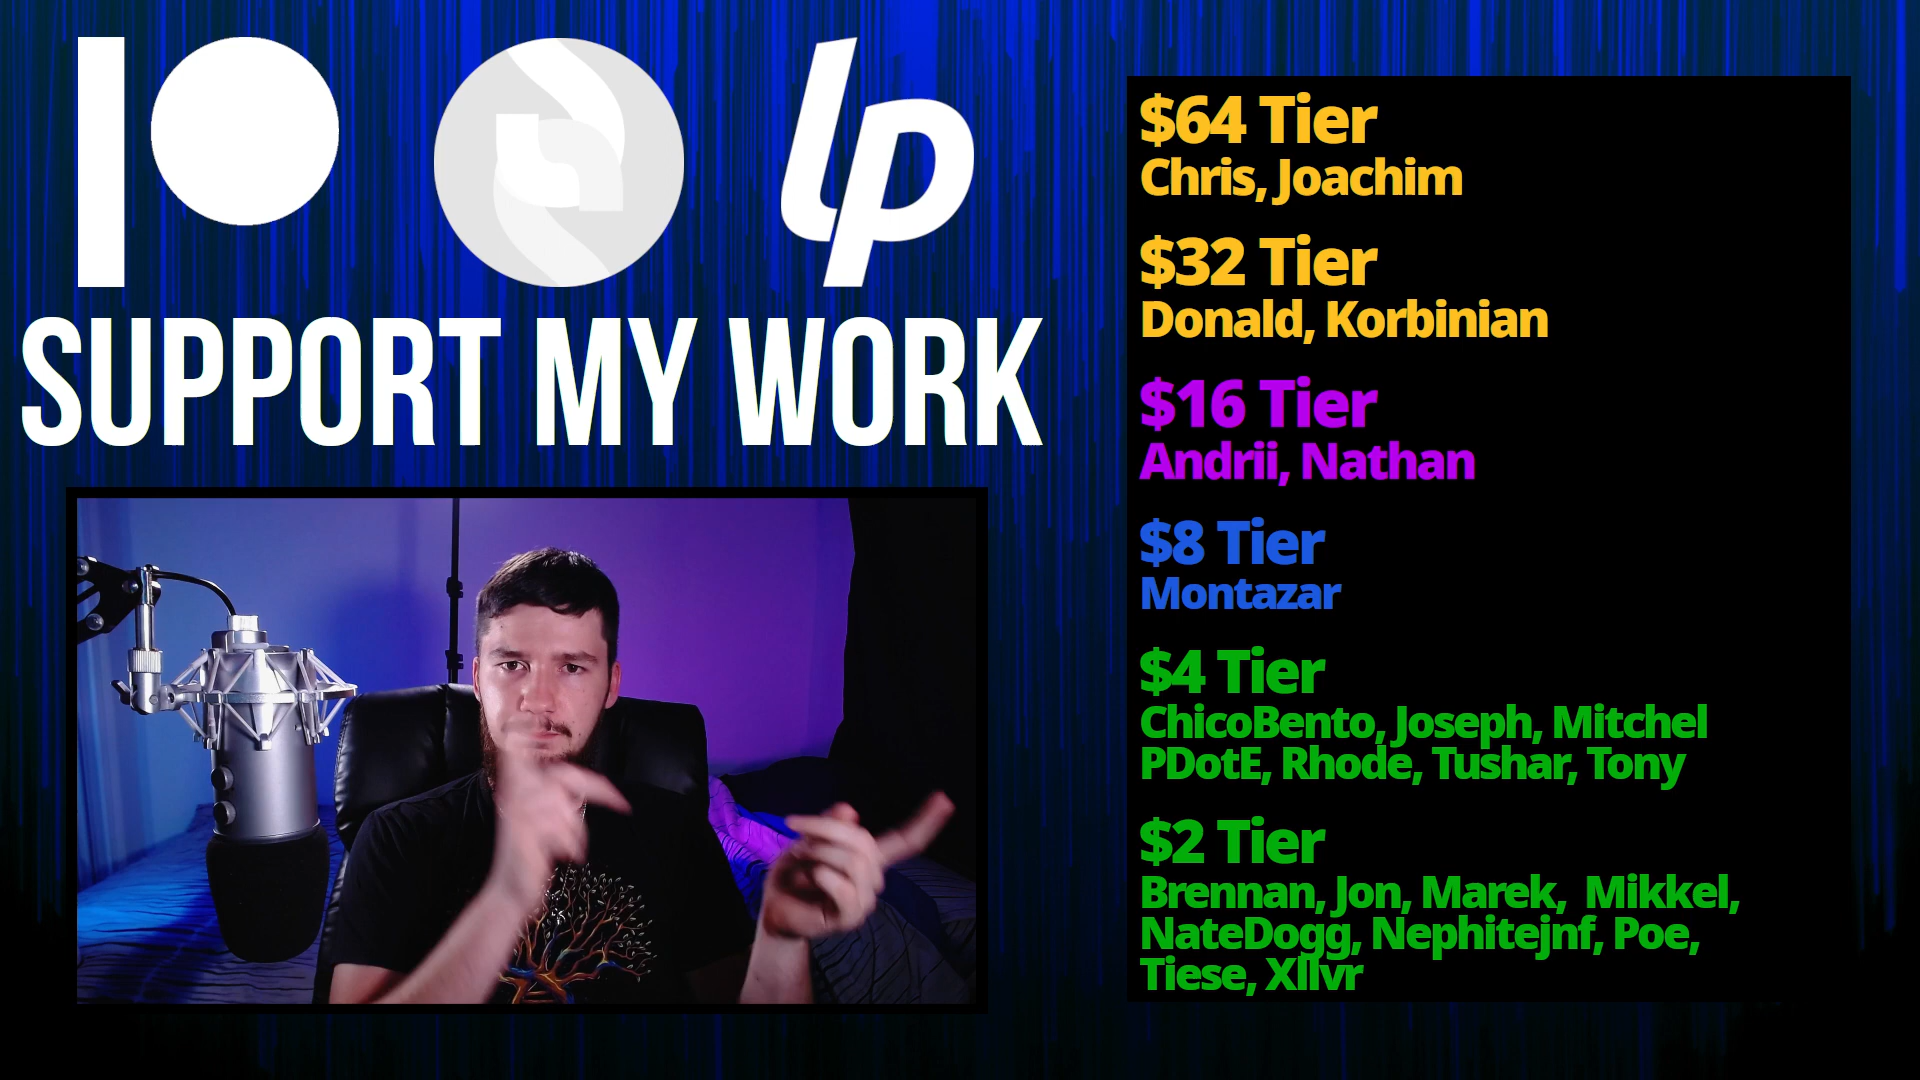 lp
SUPPORT MY WORK
$64 Tier
Chris, Joachim
$32 Tier
Donald, Korbinian
$16 Tier
Andrii, Nathan
$8 Tier
Montazar
$4 Tier
ChicoBento, Joseph, Mitchel
PDotE, Rhode, Tushar, Tony
$2 Tier
Brennan, Jon, Marek, Mikkel,
NateDogg, Nephitejnf, Poe,
Tiese, Xllvr